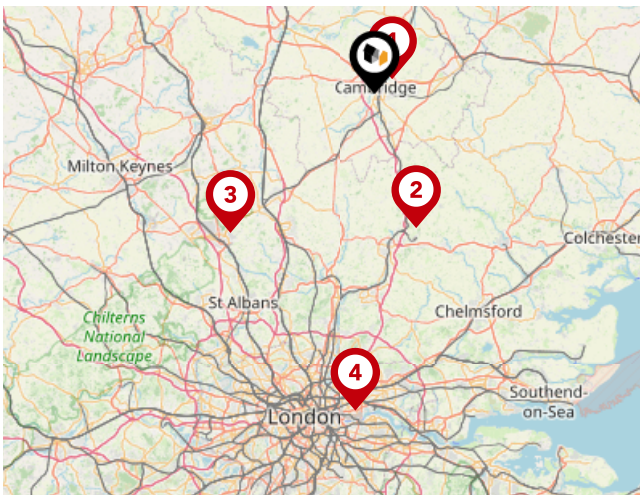 1
Cambridge
Milton Keynes
3
2
Colchester
St Albans
Chelmsford
Chilterns
National
Landscape
4
Southend-
on-Sea
London